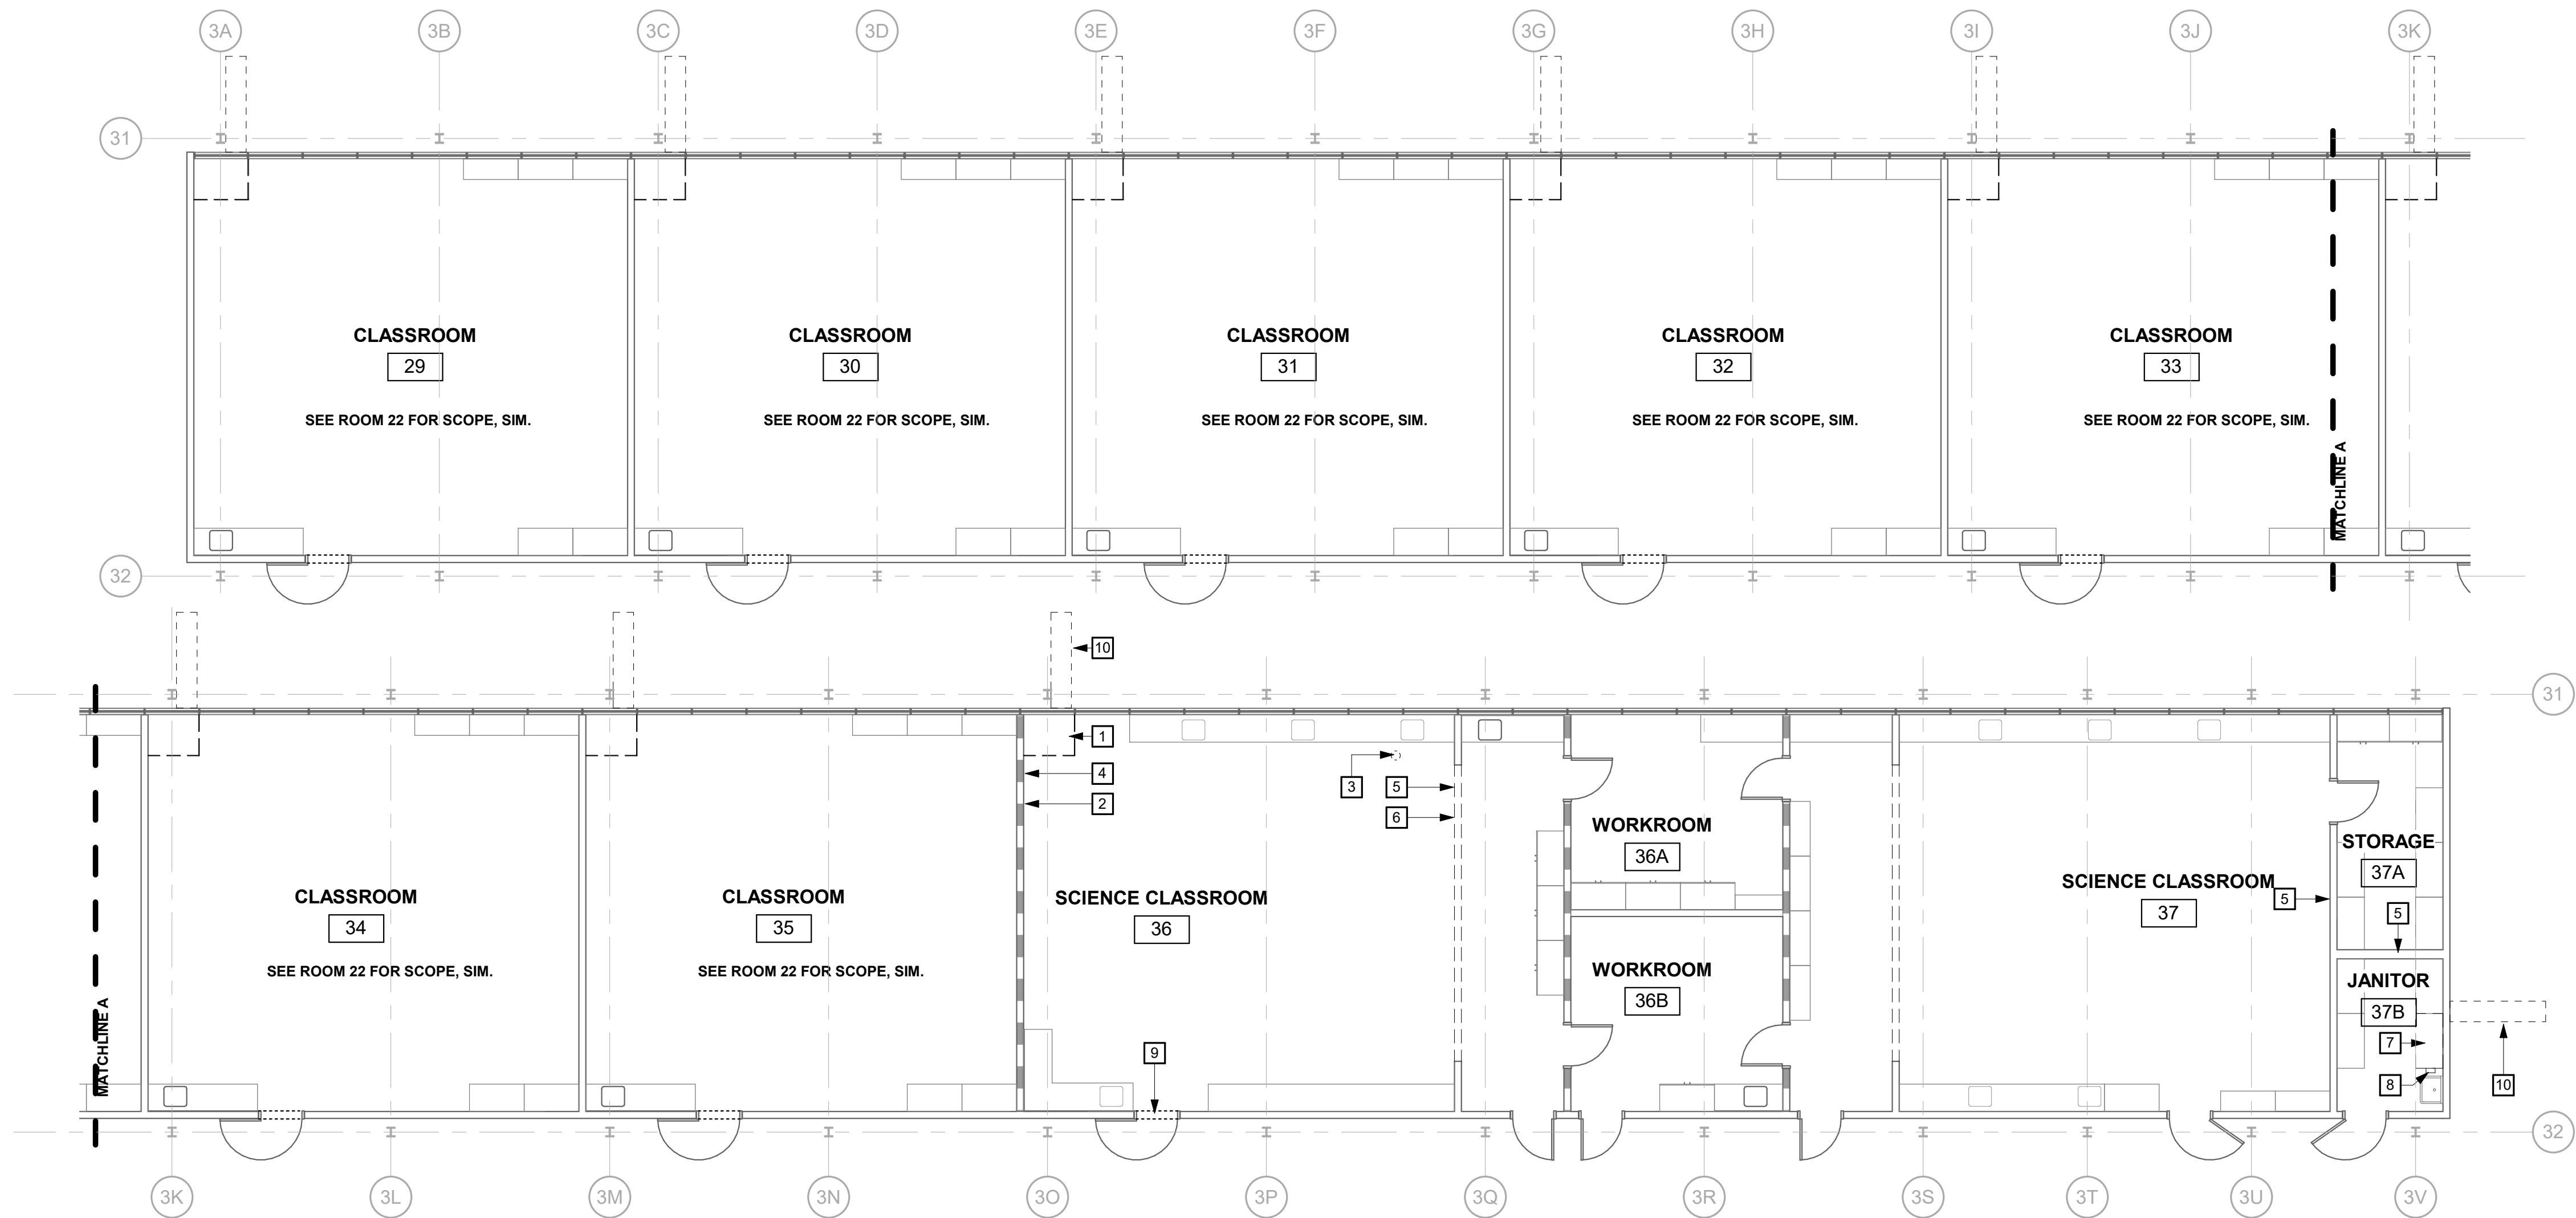 3A 3B 3C 3D 3E 3F 3G 3H 3I 3J 3K
31
CLASSROOM CLASSROOM CLASSROOM CLASSROOM CLASSROOM
29 30 31 32 33
SEE ROOM 22 FOR SCOPE, SIM. SEE ROOM 22 FOR SCOPE, SIM. SEE ROOM 22 FOR SCOPE, SIM. SEE ROOM 22 FOR SCOPE, SIM. SEE ROOM 22 FOR SCOPE, SIM.
MATCHLINE A
32
10
31
1
4
3
5
2
6
WORKROOM
36A
STORAGE
37A
CLASSROOM
34
CLASSROOM
35
SCIENCE CLASSROOM
36
SCIENCE CLASSROOM
37
5
5
SEE ROOM 22 FOR SCOPE, SIM.
SEE ROOM 22 FOR SCOPE, SIM.
WORKROOM
36B
JANITOR
37B
MATCHLINE A
9
7
8
10
32
3K 3L 3M 3N 3O 3P 3Q 3R 3S 3T 3U 3V